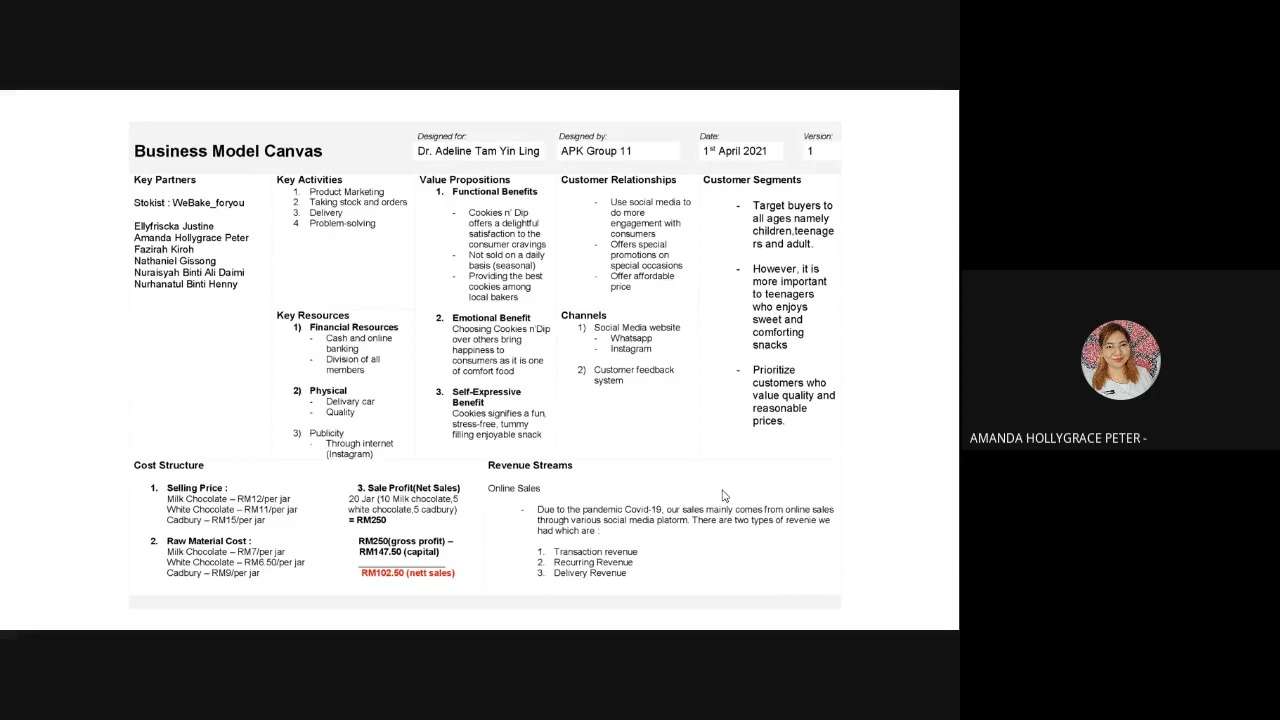 Business Model Canvas
Designed for:
Dr. Adeline Tam Yin Ling
Designed by:
APK Group 11
Date:
1st April 2021
Version:
1
Key Partners
Stokist : WeBake_foryou
Ellyfriscka Justine
Amanda Hollygrace Peter
Fazirah Kiroh
Nathaniel Gissong
Nuraisyah Binti Ali Daimi
Nurhanatul Binti Henny
Key Activities
1. Product Marketing
2. Taking stock and orders
3. Delivery
4. Problem-solving
Key Resources
1) Financial Resources
- Cash and online
banking
- Division of all
members
2) Physical
- Delivary car
- Quality
3) Publicity
- Through internet
(Instagram)
Value Propositions
1. Functional Benefits
- Cookies n' Dip
offers a delightful
satisfaction to the
consumer cravings
- Not sold on a daily
basis (seasonal)
- Providing the best
cookies among
local bakers
2. Emotional Benefit
Choosing Cookies n'Dip
over others bring
happiness to
consumers as it is one
of comfort food
3. Self-Expressive
Benefit
Cookies signifies a fun,
stress-free, tummy
filling enjoyable snack
Customer Relationships
- Use social media to
do more
engagement with
consumers
- Offers special
promotions on
special occasions
- Offer affordable
price
Channels
1) Social Media website
- Whatsapp
- Instagram
2) Customer feedback
system
Customer Segments
- Target buyers to
all ages namely
children,teenage
rs and adult.
- However, it is
more important
to teenagers
who enjoys
sweet and
comforting
snacks
- Prioritize
customers who
value quality and
reasonable
prices.
Cost Structure
1. Selling Price :
Milk Chocolate – RM12/per jar
White Chocolate – RM11/per jar
Cadbury – RM15/per jar
2. Raw Material Cost :
Milk Chocolate – RM7/per jar
White Chocolate – RM6.50/per jar
Cadbury – RM9/per jar
3. Sale Profit(Net Sales)
20 Jar (10 Milk chocolate,5
white chocolate,5 cadbury)
= RM250
RM250(gross profit) –
RM147.50 (capital)
RM102.50 (nett sales)
Revenue Streams
Online Sales
- Due to the pandemic Covid-19, our sales mainly comes from online sales
through various social media platorm. There are two types of revenie we
had which are :
1. Transaction revenue
2. Recurring Revenue
3. Delivery Revenue
AMANDA HOLLYGRACE PETER -